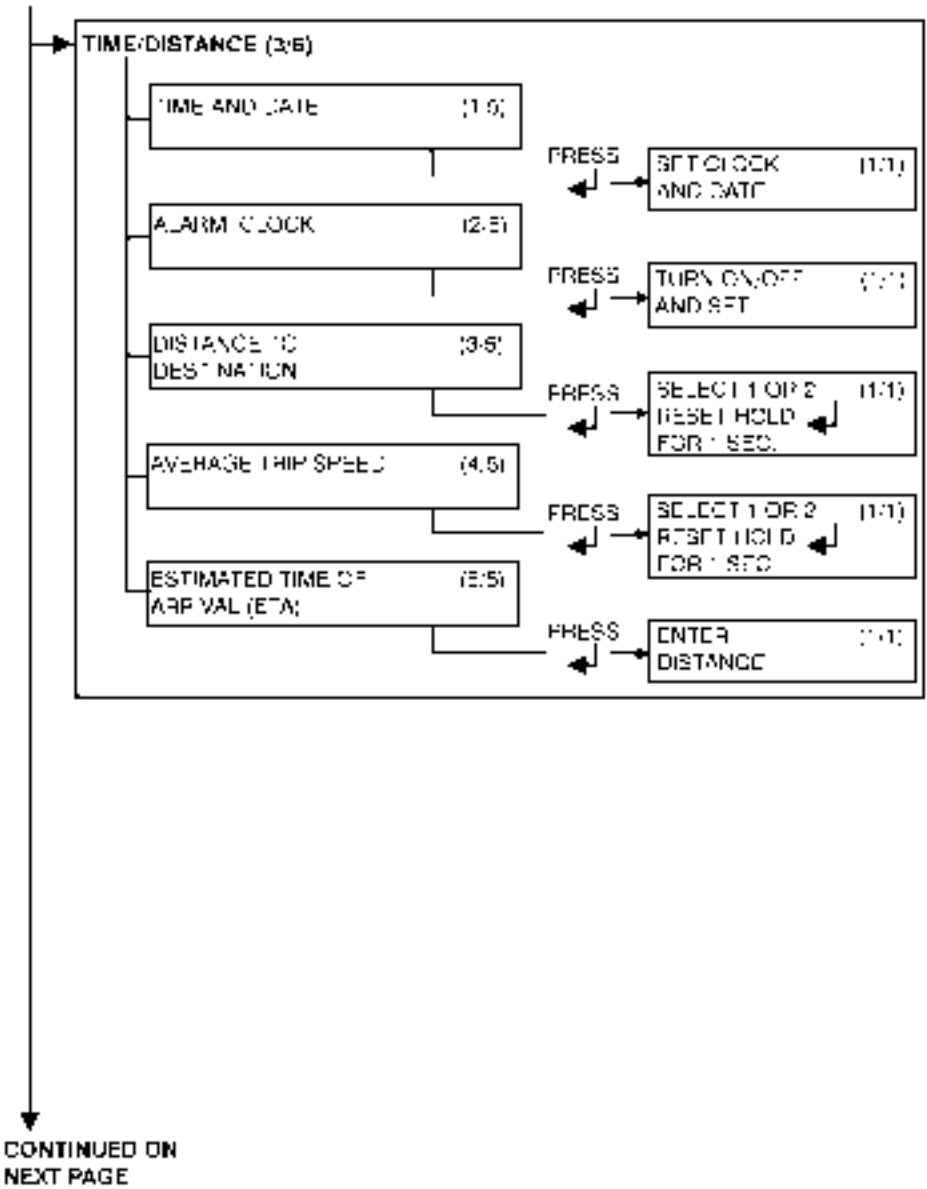 TIME/DISTANCE (3/6)
TIME AND DATE (1/5)
PRESS
SET CLOCK (1/1)
AND DATE
ALARM CLOCK (2/5)
PRESS
TURN ON/OFF (1/1)
AND SET
DISTANCE TO (3/5)
DESTINATION
PRESS
SELECT 1 OR 2 (1/1)
RESET HOLD
FOR 1 SEC.
AVERAGE TRIP SPEED (4/5)
PRESS
SELECT 1 OR 2 (1/1)
RESET HOLD
FOR 1 SEC
ESTIMATED TIME OF (5/5)
ARRIVAL (ETA)
PRESS
ENTER (1/1)
DISTANCE
CONTINUED ON
NEXT PAGE